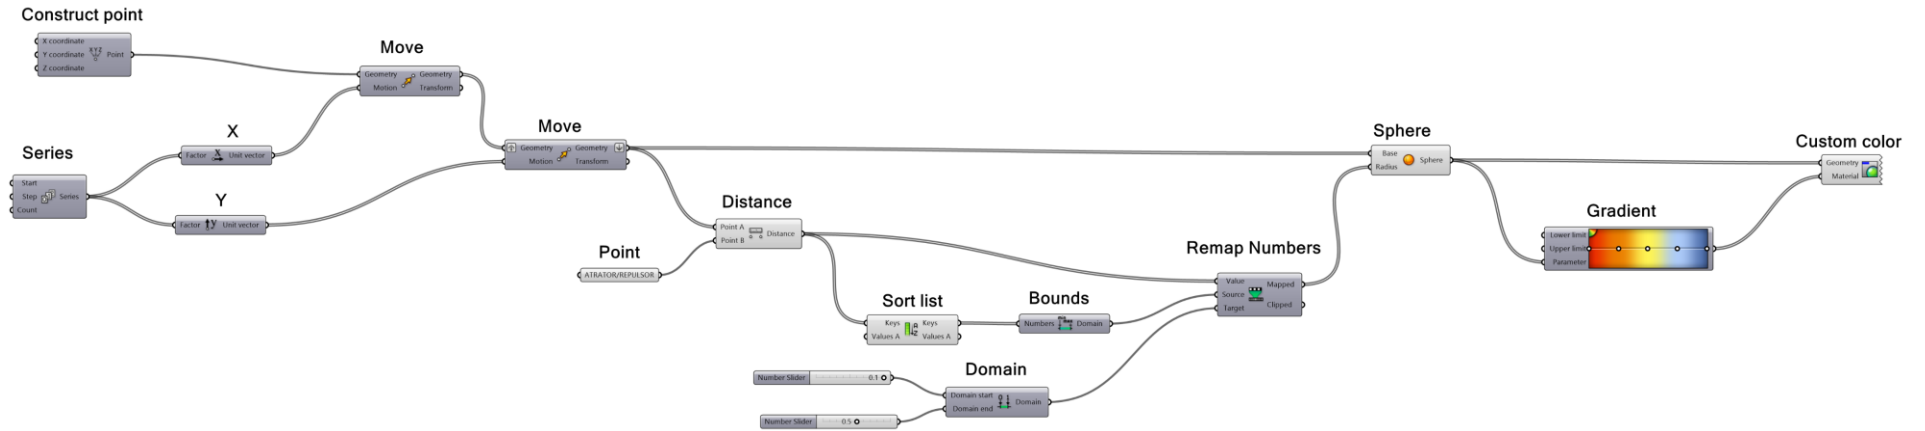 Construct point
X coordinate
Y coordinate
Z coordinate
XYZ
Point
Move
Geometry
Motion
Geometry
Transform
Series
Start
Step
Count
Series
X
Factor
X
Unit vector
Y
Factor
y
Unit vector
Move
Geometry
Motion
Geometry
Transform
Point
ATRATOR/REPULSOR
Distance
Point A
Point B
Distance
Sort list
Keys
Values A
Keys
Values A
Bounds
Numbers
Domain
Number Slider
0.1
Number Slider
0.5
Domain
Domain start
Domain end
Domain
Remap Numbers
Value
Source
Target
Mapped
Clipped
Sphere
Base
Radius
Sphere
Gradient
Lower limit
Upper limit
Parameter
Custom color
Geometry
Material